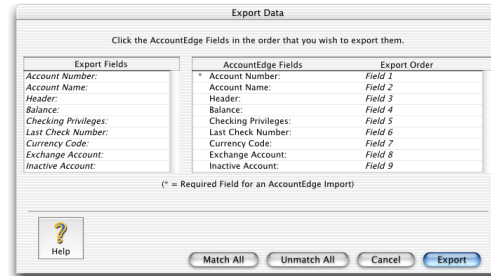 Export Data
Click the AccountEdge Fields in the order that you wish to export them.
Export Fields
Account Number:
Account Name:
Header:
Balance:
Checking Privileges:
Last Check Number:
Currency Code:
Exchange Account:
Inactive Account:
AccountEdge Fields Export Order
* Account Number: Field 1
Account Name: Field 2
Header: Field 3
Balance: Field 4
Checking Privileges: Field 5
Last Check Number: Field 6
Currency Code: Field 7
Exchange Account: Field 8
Inactive Account: Field 9
(* = Required Field for an AccountEdge Import)
Help
Match All Unmatch All Cancel Export